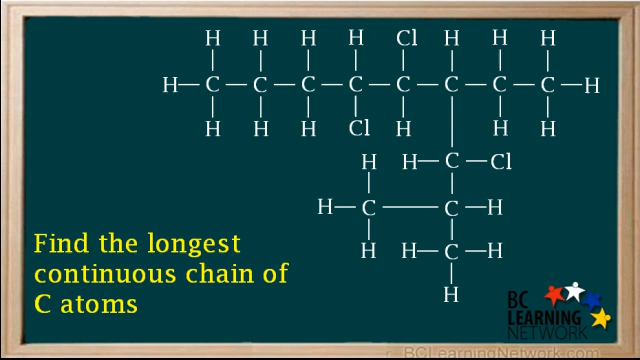 H H H H Cl H H H
H— C — C — C — C — C — C — C — C —H
H H H Cl H H H
H H— C —Cl
H— C —— C —H
H H— C —H
H
Find the longest
continuous chain of
C atoms
BC
LEARNING
NETWORK
BCLearningNetwork.com